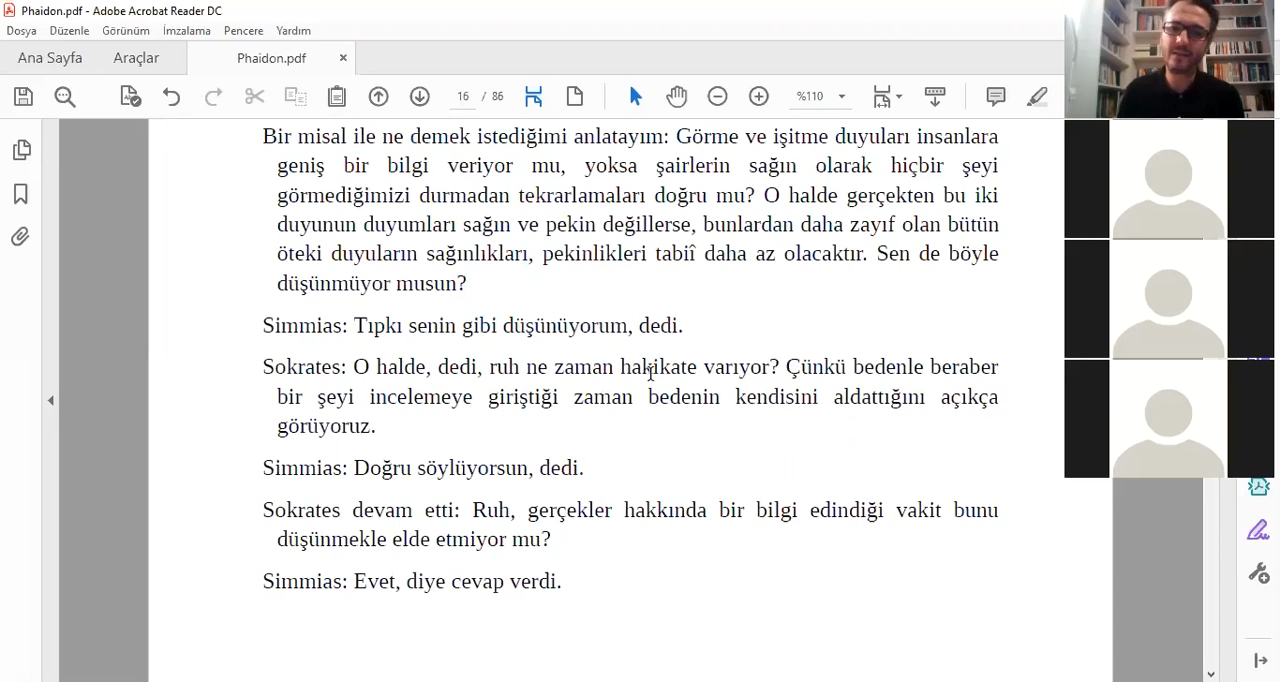 Phaidon.pdf - Adobe Acrobat Reader DC
Dosya Düzenle Görünüm İmzalama Pencere Yardım
Ana Sayfa Araçlar Phaidon.pdf ×
16 / 86 %110
Bir misal ile ne demek istediğimi anlatayım: Görme ve işitme duyuları insanlara
geniş bir bilgi veriyor mu, yoksa şairlerin sağın olarak hiçbir şeyi
görmediğimizi durmadan tekrarlamaları doğru mu? O halde gerçekten bu iki
duyunun duyumları sağın ve pekin değillerse, bunlardan daha zayıf olan bütün
öteki duyuların sağınlıkları, pekinlikleri tabiî daha az olacaktır. Sen de böyle
düşünmüyor musun?
Simmias: Tıpkı senin gibi düşünüyorum, dedi.
Sokrates: O halde, dedi, ruh ne zaman hakikate varıyor? Çünkü bedenle beraber
bir şeyi incelemeye giriştiği zaman bedenin kendisini aldattığını açıkça
görüyoruz.
Simmias: Doğru söylüyorsun, dedi.
Sokrates devam etti: Ruh, gerçekler hakkında bir bilgi edindiği vakit bunu
düşünmekle elde etmiyor mu?
Simmias: Evet, diye cevap verdi.